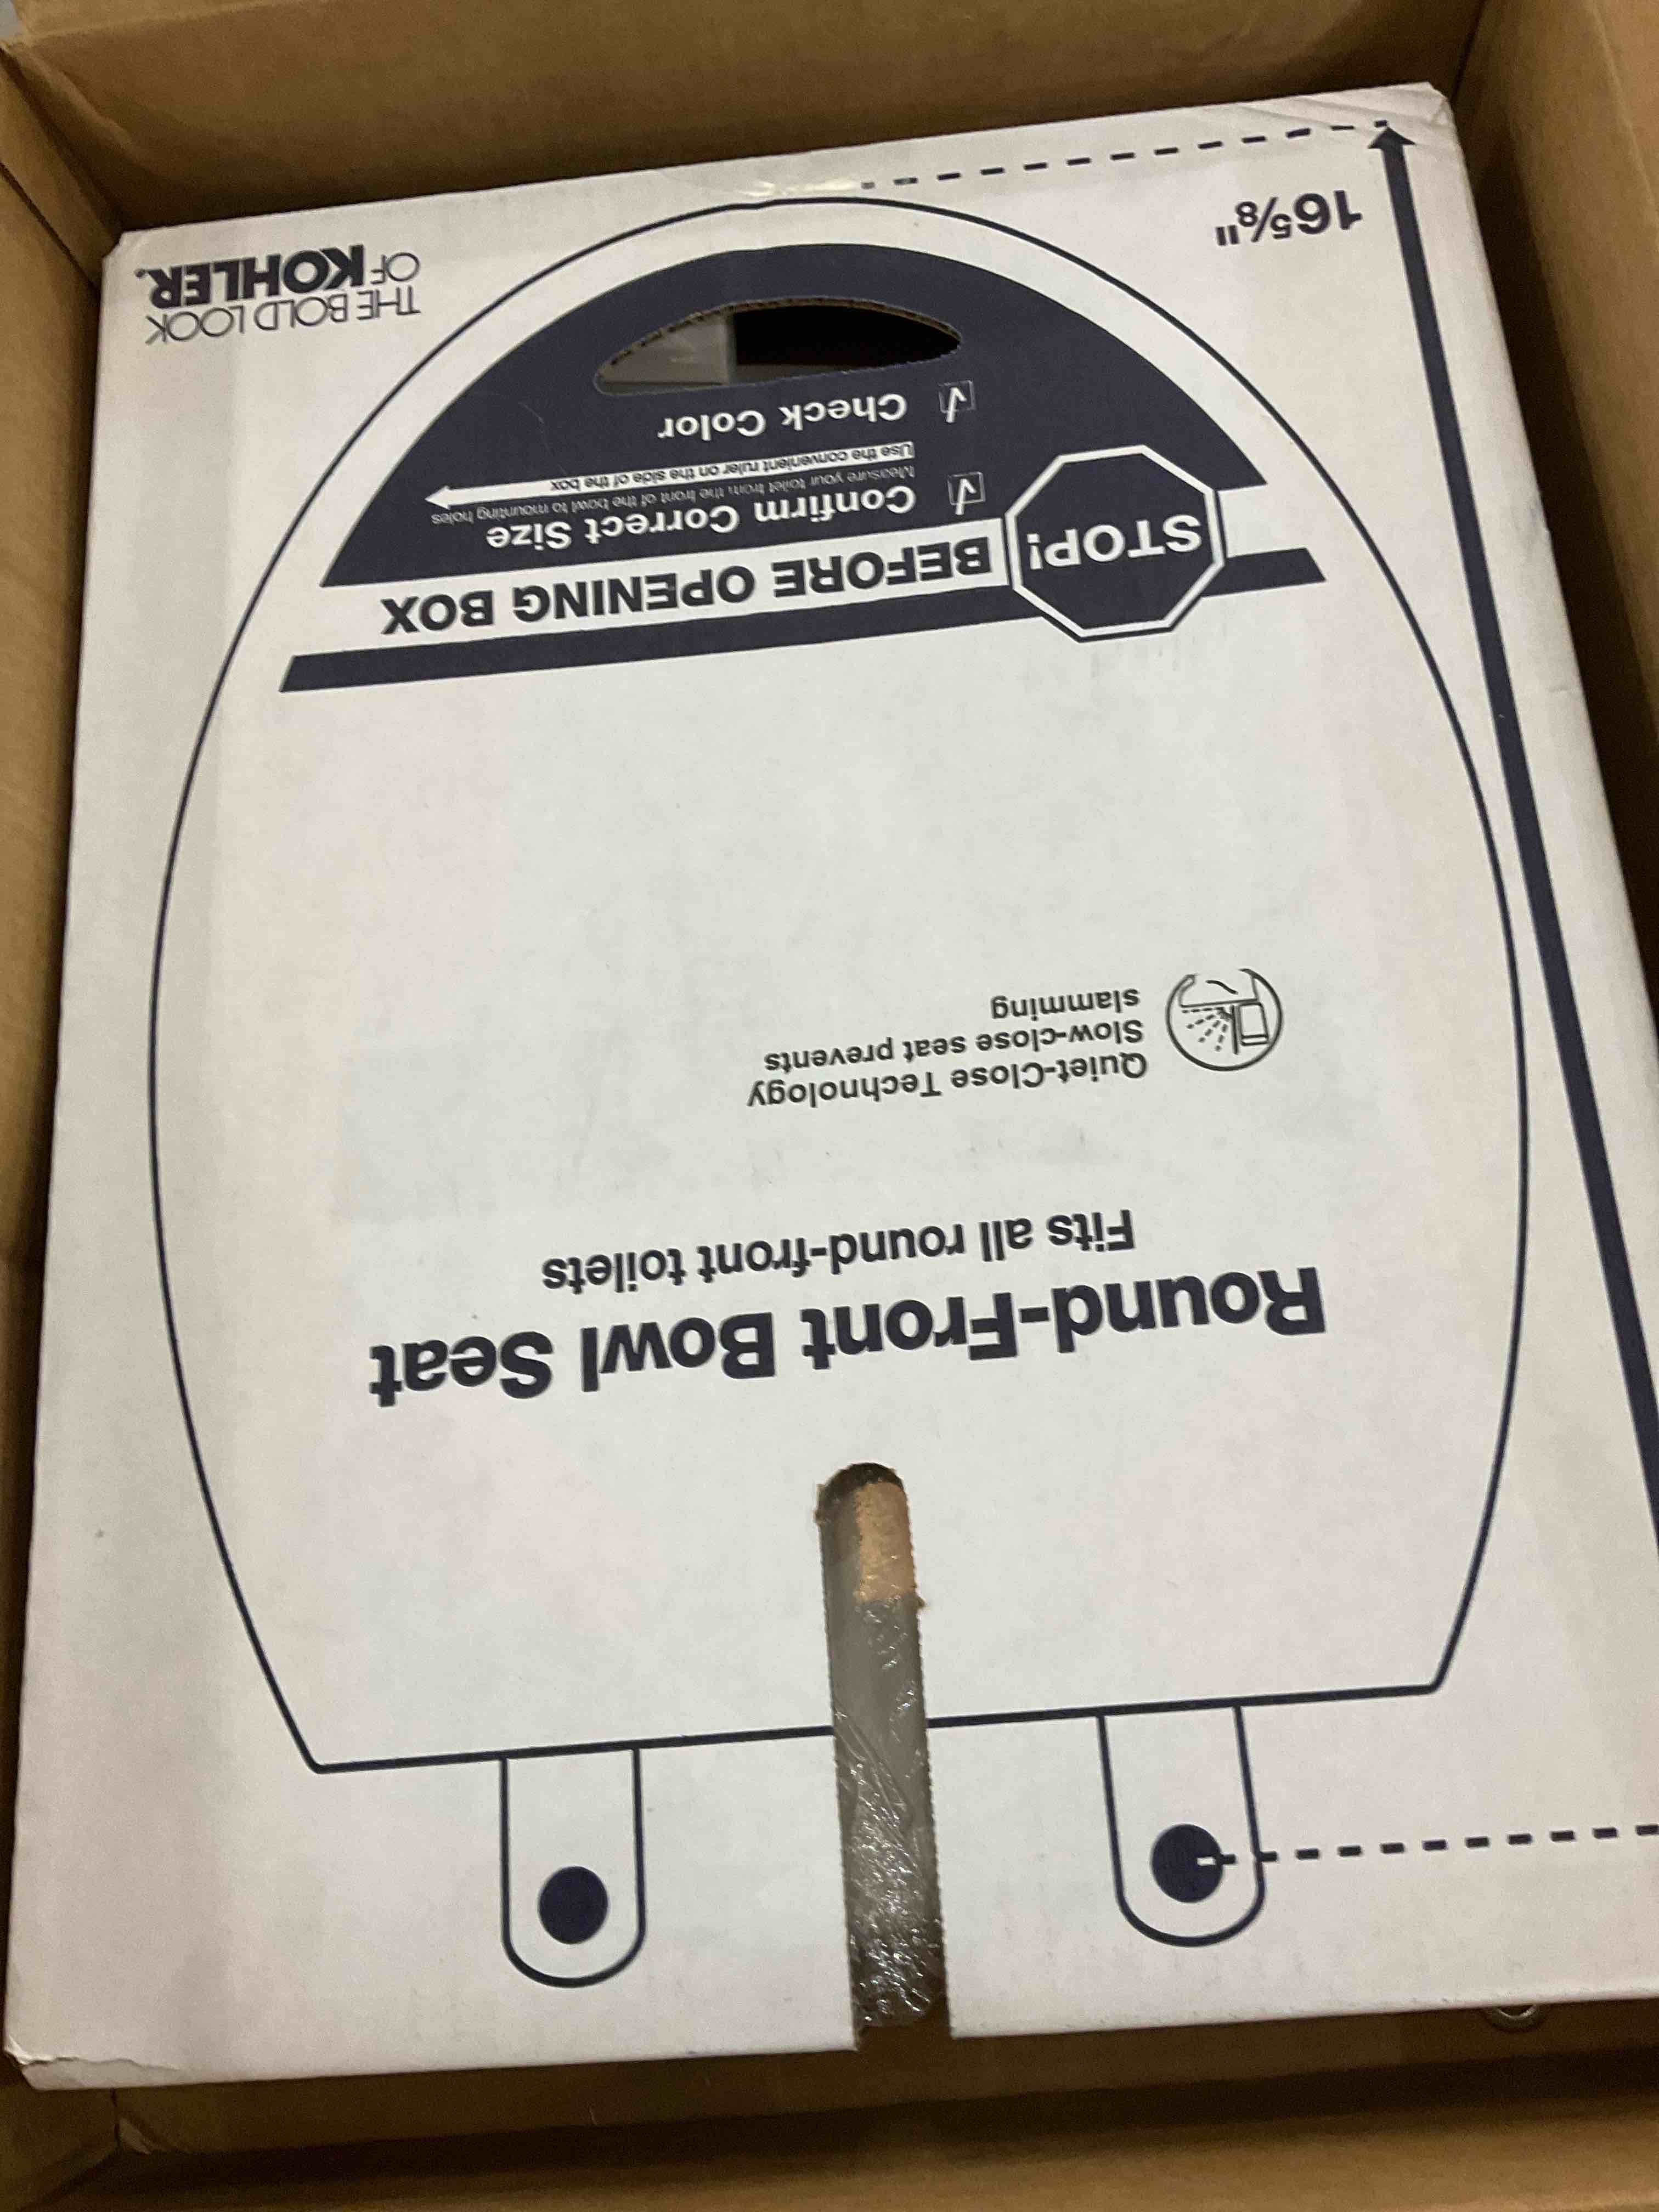 Round-Front Bowl Seat
Fits all round-front toilets
Quiet-Close Technology
Slow-close seat prevents
slamming
STOP! BEFORE OPENING BOX
Confirm Correct Size
Measure your toilet from the front of the bowl to mounting holes
Use the convenient ruler on the side of the box
Check Color
16⅝"
THE BOLD LOOK
OF KOHLER®